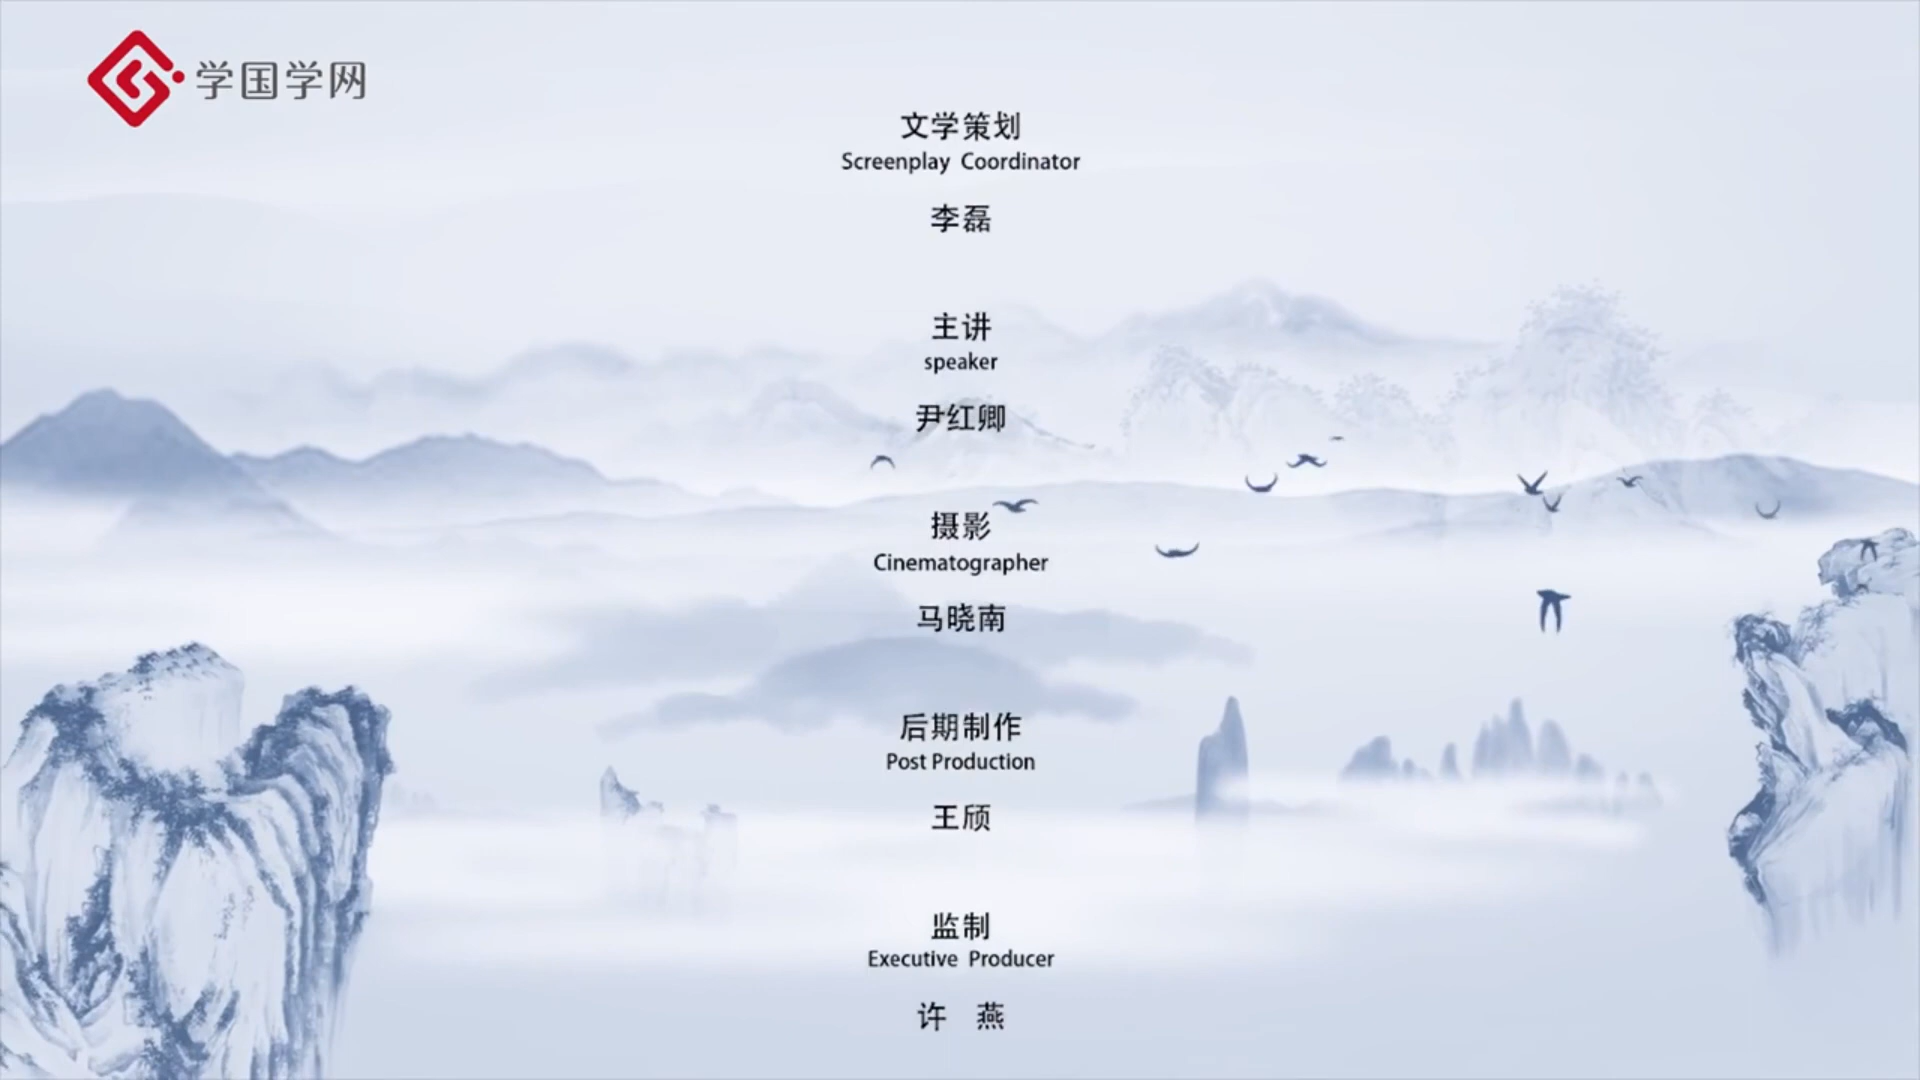 学国学网
文学策划
Screenplay Coordinator
李磊
主讲
speaker
尹红卿
摄影
Cinematographer
马晓南
后期制作
Post Production
王颀
监制
Executive Producer
许 燕